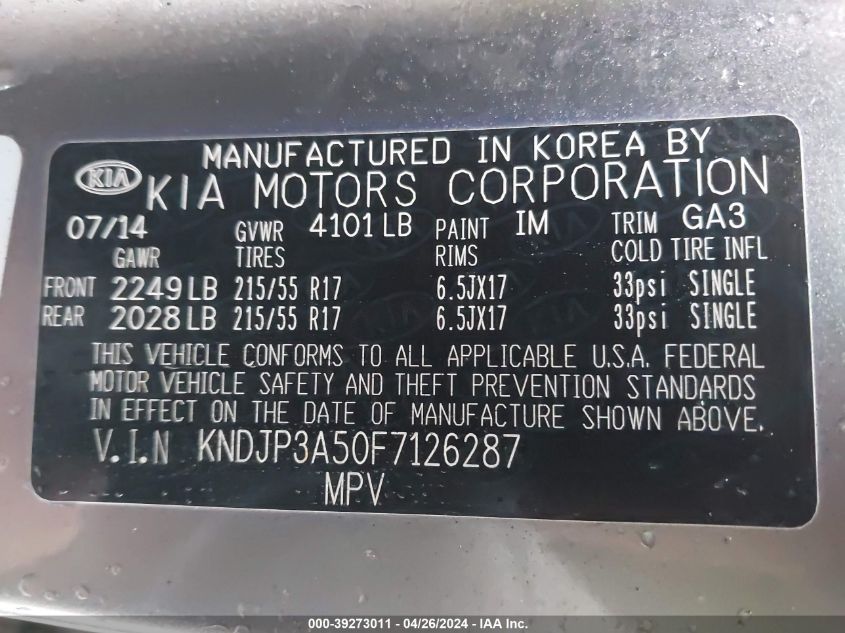 MANUFACTURED IN KOREA BY
KIA KIA MOTORS CORPORATION
07/14 GVWR 4101 LB PAINT IM TRIM GA3
GAWR TIRES RIMS COLD TIRE INFL
FRONT 2249 LB 215/55 R17 6.5JX17 33psi SINGLE
REAR 2028 LB 215/55 R17 6.5JX17 33psi SINGLE
THIS VEHICLE CONFORMS TO ALL APPLICABLE U.S.A. FEDERAL
MOTOR VEHICLE SAFETY AND THEFT PREVENTION STANDARDS
IN EFFECT ON THE DATE OF MANUFACTURE SHOWN ABOVE.
V.I.N KNDJP3A50F7126287
MPV
000-39273011 - 04/26/2024 - IAA Inc.